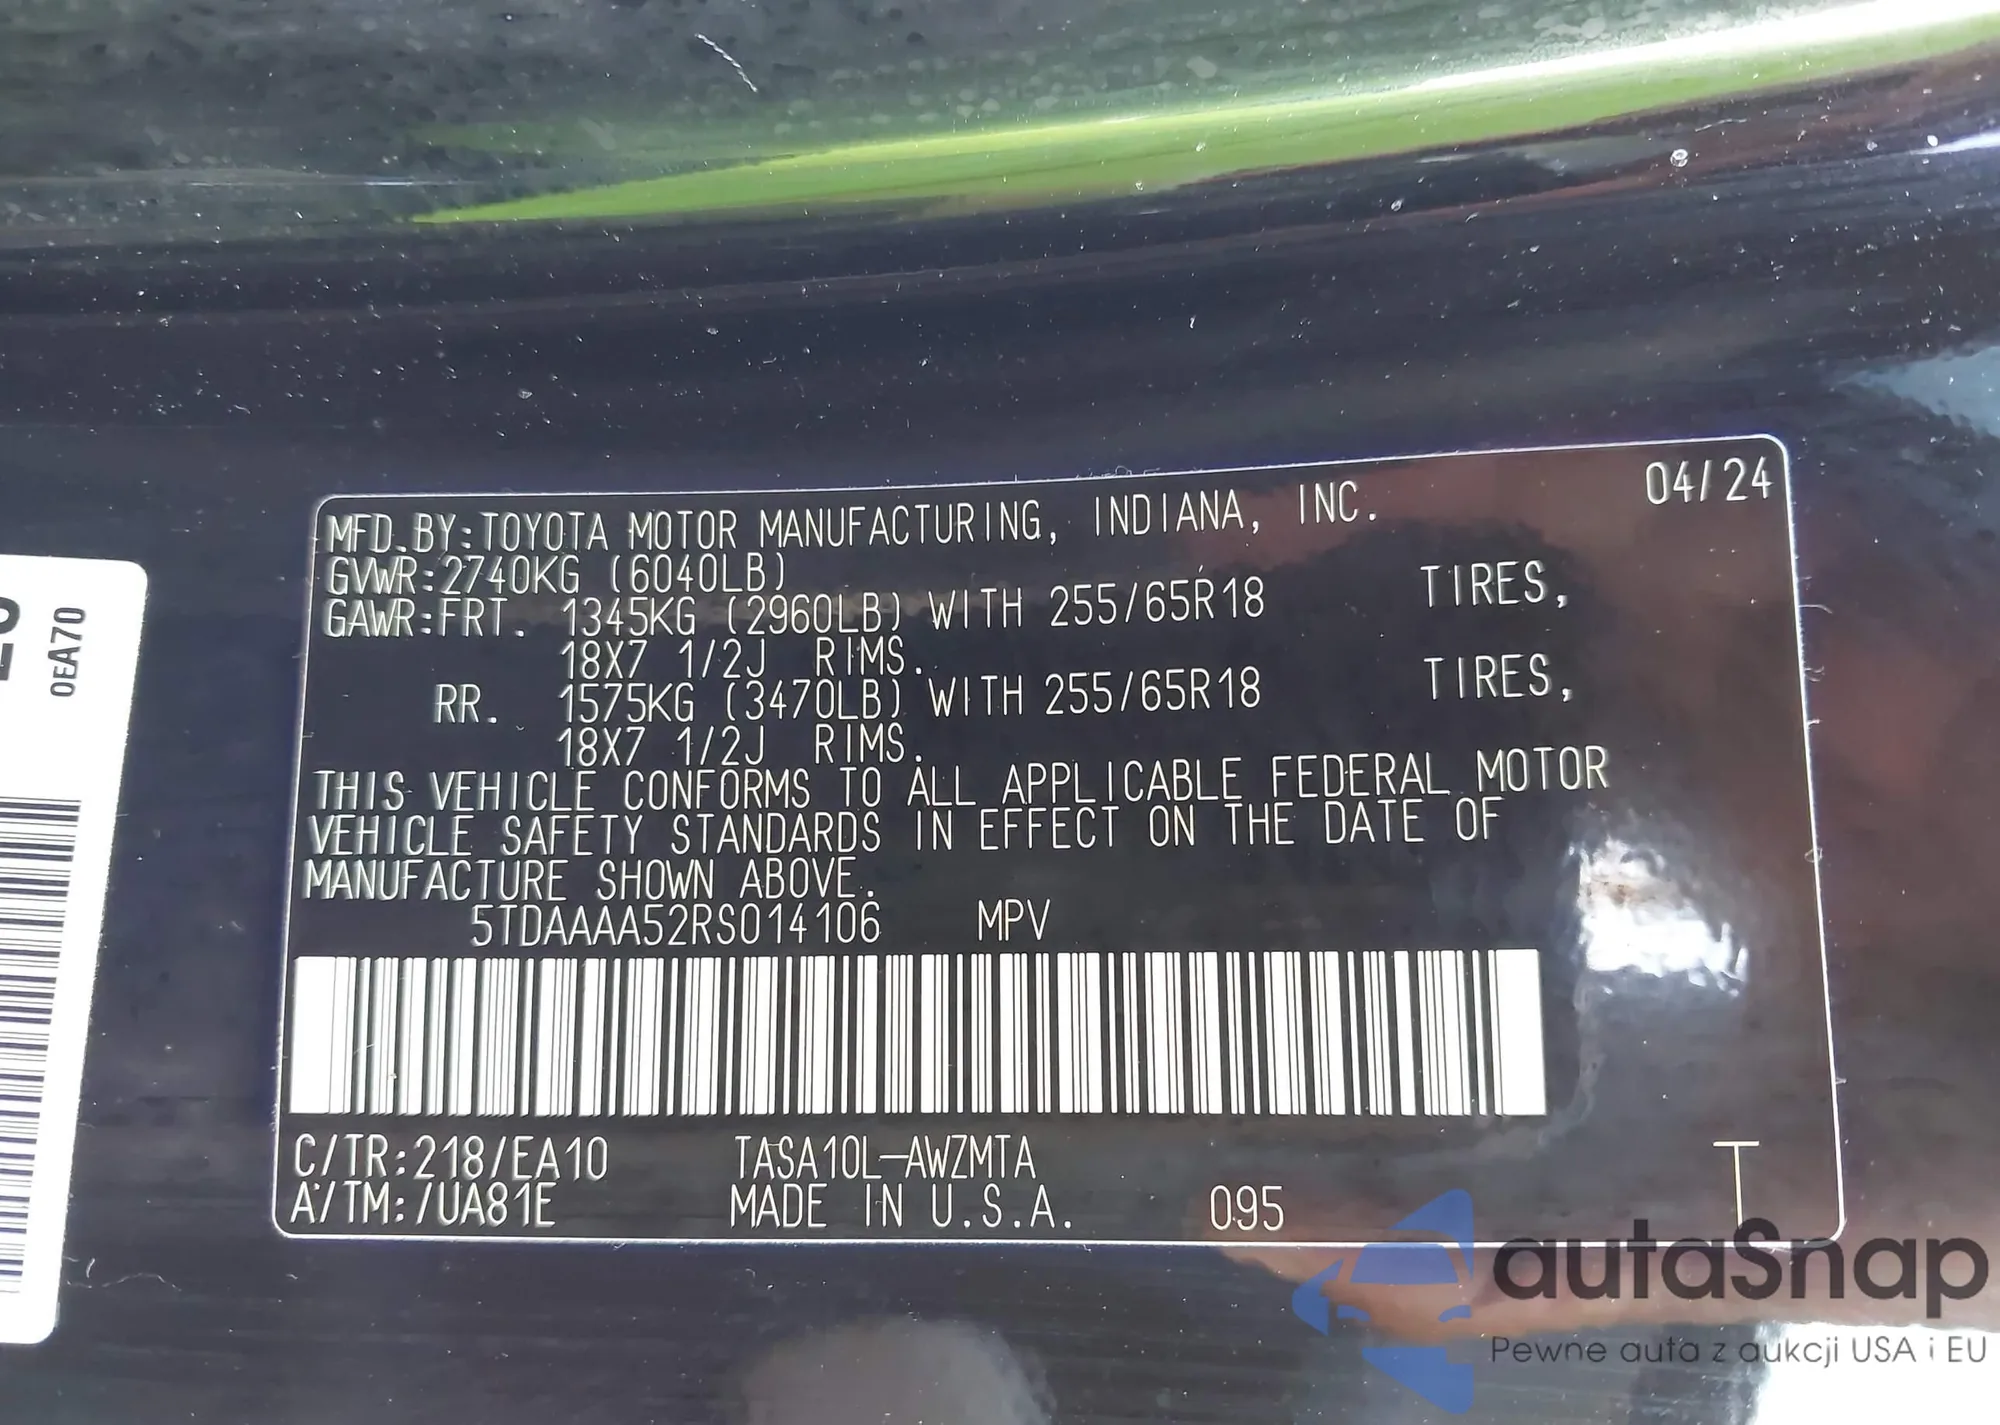 MFD.BY:TOYOTA MOTOR MANUFACTURING, INDIANA, INC. 04/24
GVWR:2740KG (6040LB)
GAWR:FRT. 1345KG (2960LB) WITH 255/65R18 TIRES,
18X7 1/2J RIMS.
RR. 1575KG (3470LB) WITH 255/65R18 TIRES,
18X7 1/2J RIMS.
THIS VEHICLE CONFORMS TO ALL APPLICABLE FEDERAL MOTOR
VEHICLE SAFETY STANDARDS IN EFFECT ON THE DATE OF
MANUFACTURE SHOWN ABOVE.
5TDAAAA52RS014106 MPV
C/TR:218/EA10 TASA10L-AWZMTA
A/TM:/UA81E MADE IN U.S.A. 095 T
0EA70
autaSnap
Pewne auta z aukcji USA i EU